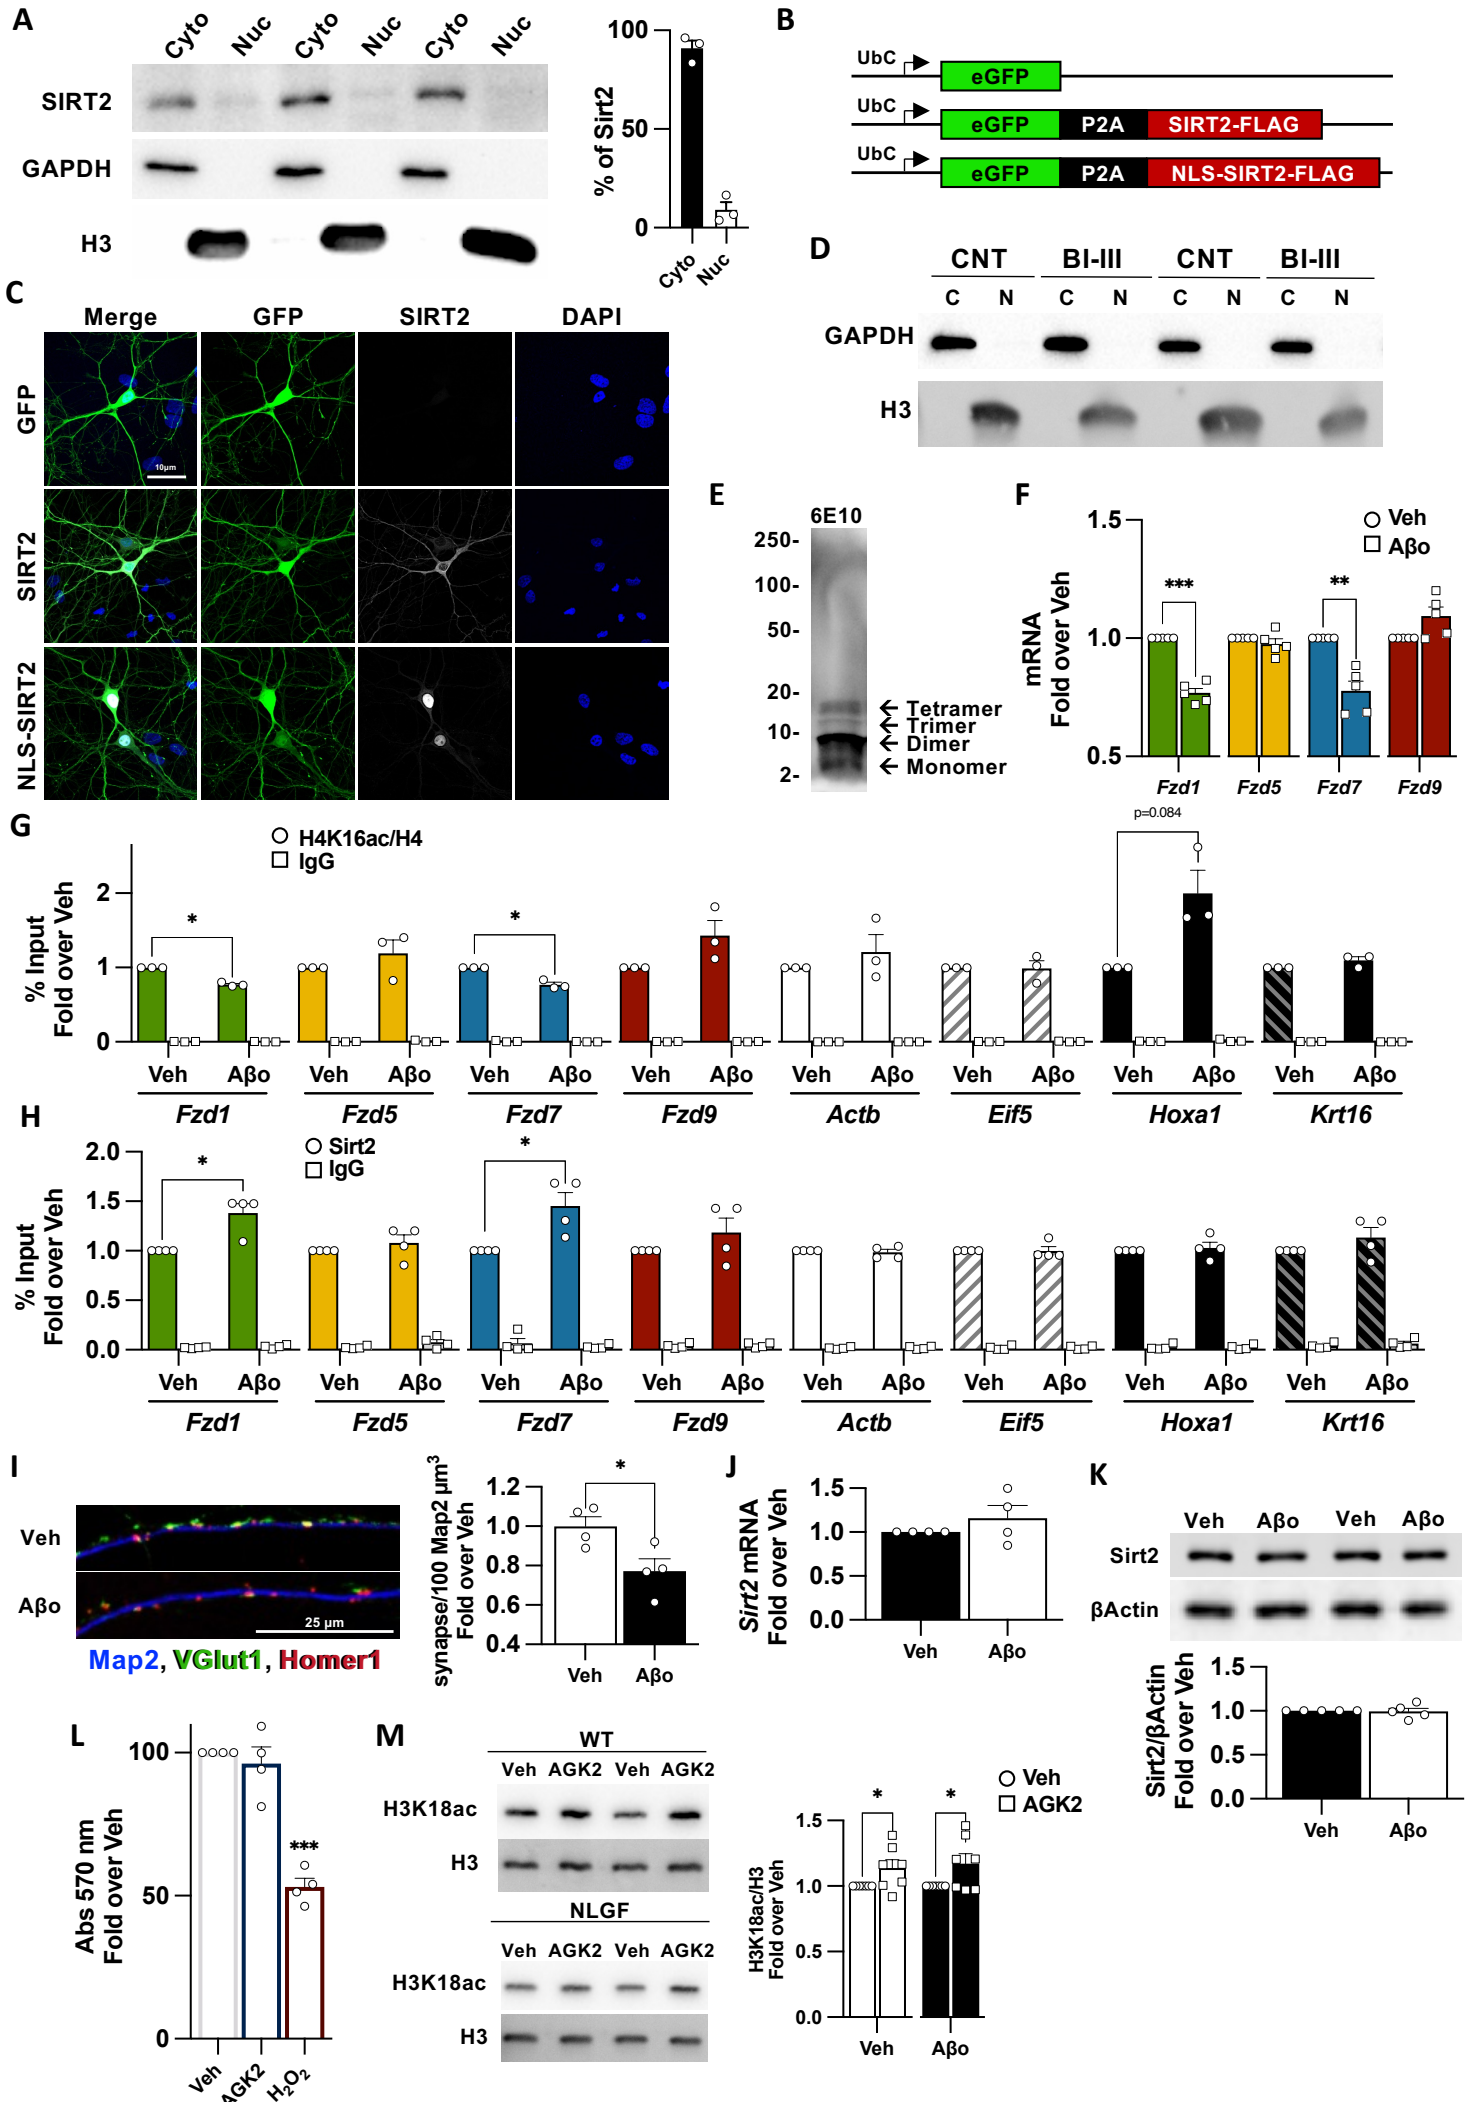 A
Cyto Nuc Cyto Nuc Cyto Nuc
SIRT2
GAPDH
H3
% of Sirt2
100
50
0
Cyto Nuc
B
UbC eGFP
UbC eGFP P2A SIRT2-FLAG
UbC eGFP P2A NLS-SIRT2-FLAG
C
Merge GFP SIRT2 DAPI
GFP
10µm
SIRT2
NLS-SIRT2
D
CNT BI-III CNT BI-III
C N C N C N C N
GAPDH
H3
E
6E10
250-
100-
50-
20-
10-
2-
Tetramer
Trimer
Dimer
Monomer
F
Veh
Aβo
mRNA
Fold over Veh
1.5
1.0
0.5
*** **
Fzd1 Fzd5 Fzd7 Fzd9
G
H4K16ac/H4
IgG
% Input
Fold over Veh
2
1
0
* * p=0.084
Veh Aβo Veh Aβo Veh Aβo Veh Aβo Veh Aβo Veh Aβo Veh Aβo Veh Aβo
Fzd1 Fzd5 Fzd7 Fzd9 Actb Eif5 Hoxa1 Krt16
H
Sirt2
IgG
% Input
Fold over Veh
2.0
1.5
1.0
0.5
0.0
* *
Veh Aβo Veh Aβo Veh Aβo Veh Aβo Veh Aβo Veh Aβo Veh Aβo Veh Aβo
Fzd1 Fzd5 Fzd7 Fzd9 Actb Eif5 Hoxa1 Krt16
I
Veh
Aβo
25 µm
Map2, VGlut1, Homer1
synapse/100 Map2 µm³
Fold over Veh
1.2
1.0
0.8
0.6
0.4
*
Veh Aβo
J
Sirt2 mRNA
Fold over Veh
1.5
1.0
0.5
0.0
Veh Aβo
K
Veh Aβo Veh Aβo
Sirt2
βActin
Sirt2/βActin
Fold over Veh
1.5
1.0
0.5
0.0
Veh Aβo
L
Abs 570 nm
Fold over Veh
100
50
0
***
Veh AGK2 H₂O₂
M
WT
Veh AGK2 Veh AGK2
H3K18ac
H3
NLGF
Veh AGK2 Veh AGK2
H3K18ac
H3
Veh
AGK2
H3K18ac/H3
Fold over Veh
1.5
1.0
0.5
0.0
* *
Veh Aβo